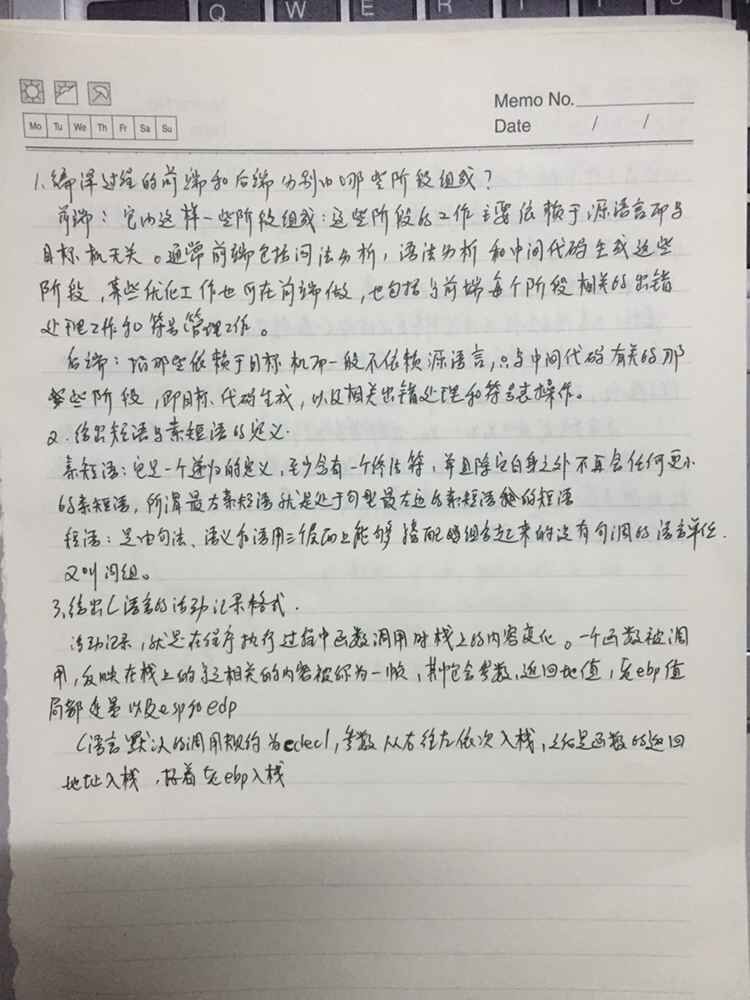 Q W E R T
Memo No.
Mo Tu We Th Fr Sa Su
Date / /
1.编译过程的前端和后端分别由哪些阶段组成?
前端:它由这样一些阶段组成:这些阶段的工作主要依赖于源语言而与
目标机无关。通常前端包括词法分析,语法分析和中间代码生成这些
阶段,某些优化工作也可在前端做,也包括与前端每个阶段相关的出错
处理工作和符号管理工作。
后端:指那些依赖于目标机而一般不依赖源语言,只与中间代码有关的那
些阶段,即目标代码生成,以及相关出错处理和符号表操作。
2.给出短语与素短语的定义.
素短语:它是一个递归的定义,至少含有一个终结符,并且除它自身之外不再含任何更小
的素短语,所谓最左素短语就是处于句型最左边的素短语的短语
短语:是由句法、语义和语用三个层面上能够搭配组合起来的没有句调的语言单位.
又叫词组。
3.给出C语言的活动记录格式.
活动记录,就是在程序执行过程中函数调用时栈上的内容变化。一个函数被调
用,反映在栈上的与之相关的内容被称为一帧,其中包含参数,返回地值,老ebp值
局部变量以及esp和edp
C语言默认的调用规约为cdecl,参数从右往左依次入栈,之后是函数的返回
地址入栈,接着老ebp入栈